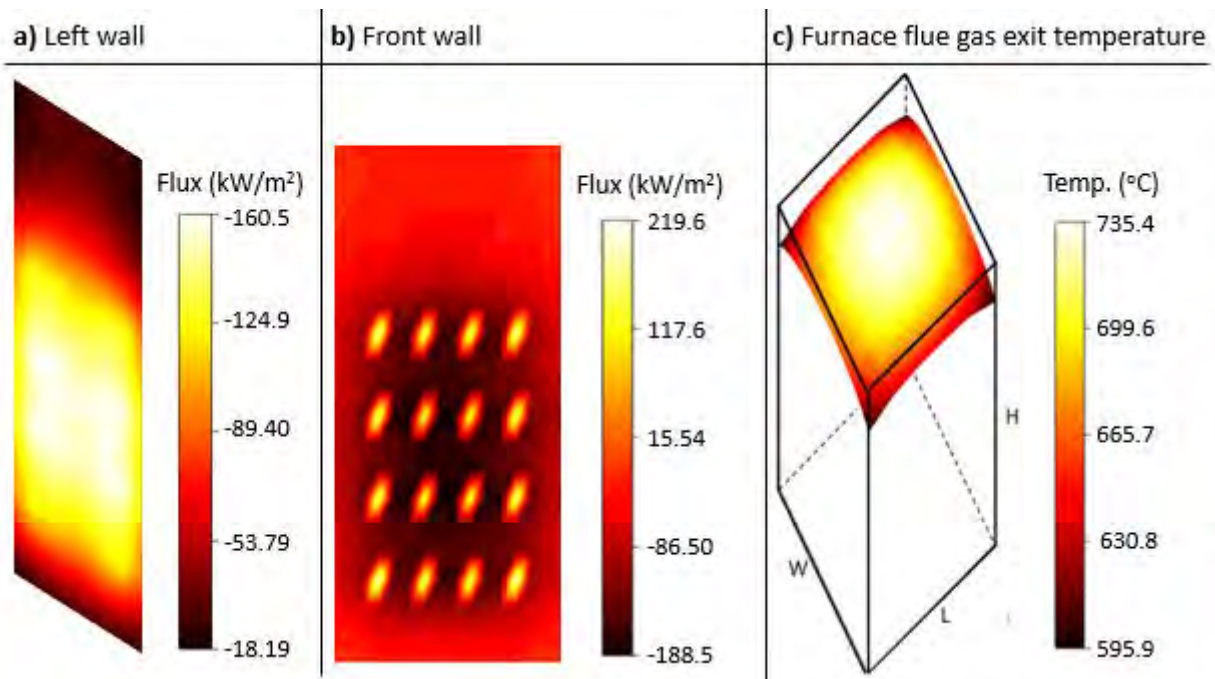 a) Left wall
b) Front wall
c) Furnace flue gas exit temperature
Flux (kW/m²)
-160.5
-124.9
-89.40
-53.79
-18.19
Flux (kW/m²)
219.6
117.6
15.54
-86.50
-188.5
Temp. (ºC)
735.4
699.6
665.7
630.8
595.9
H
W
L